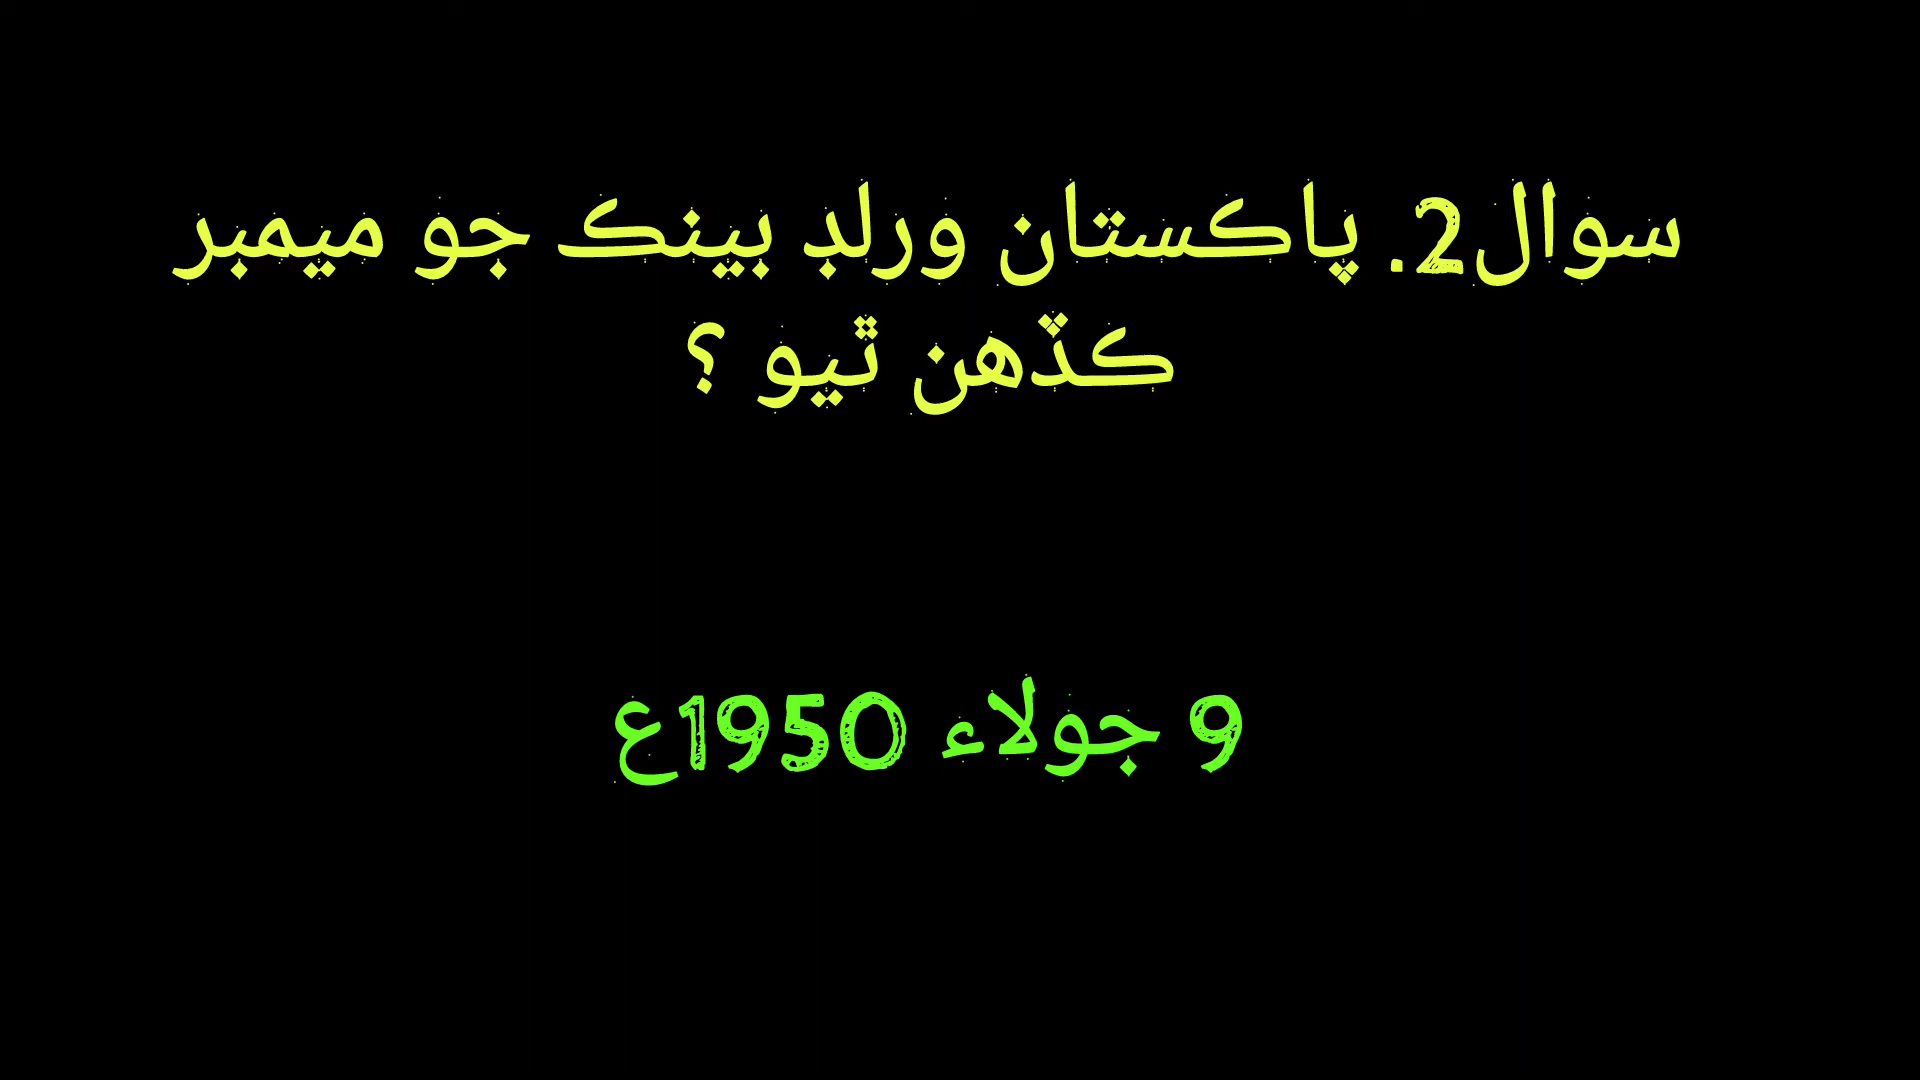 سوال2. پاڪستان ورلڊ بينڪ جو ميمبر
ڪڏهن ٿيو ؟
9 جولاء 1950ع